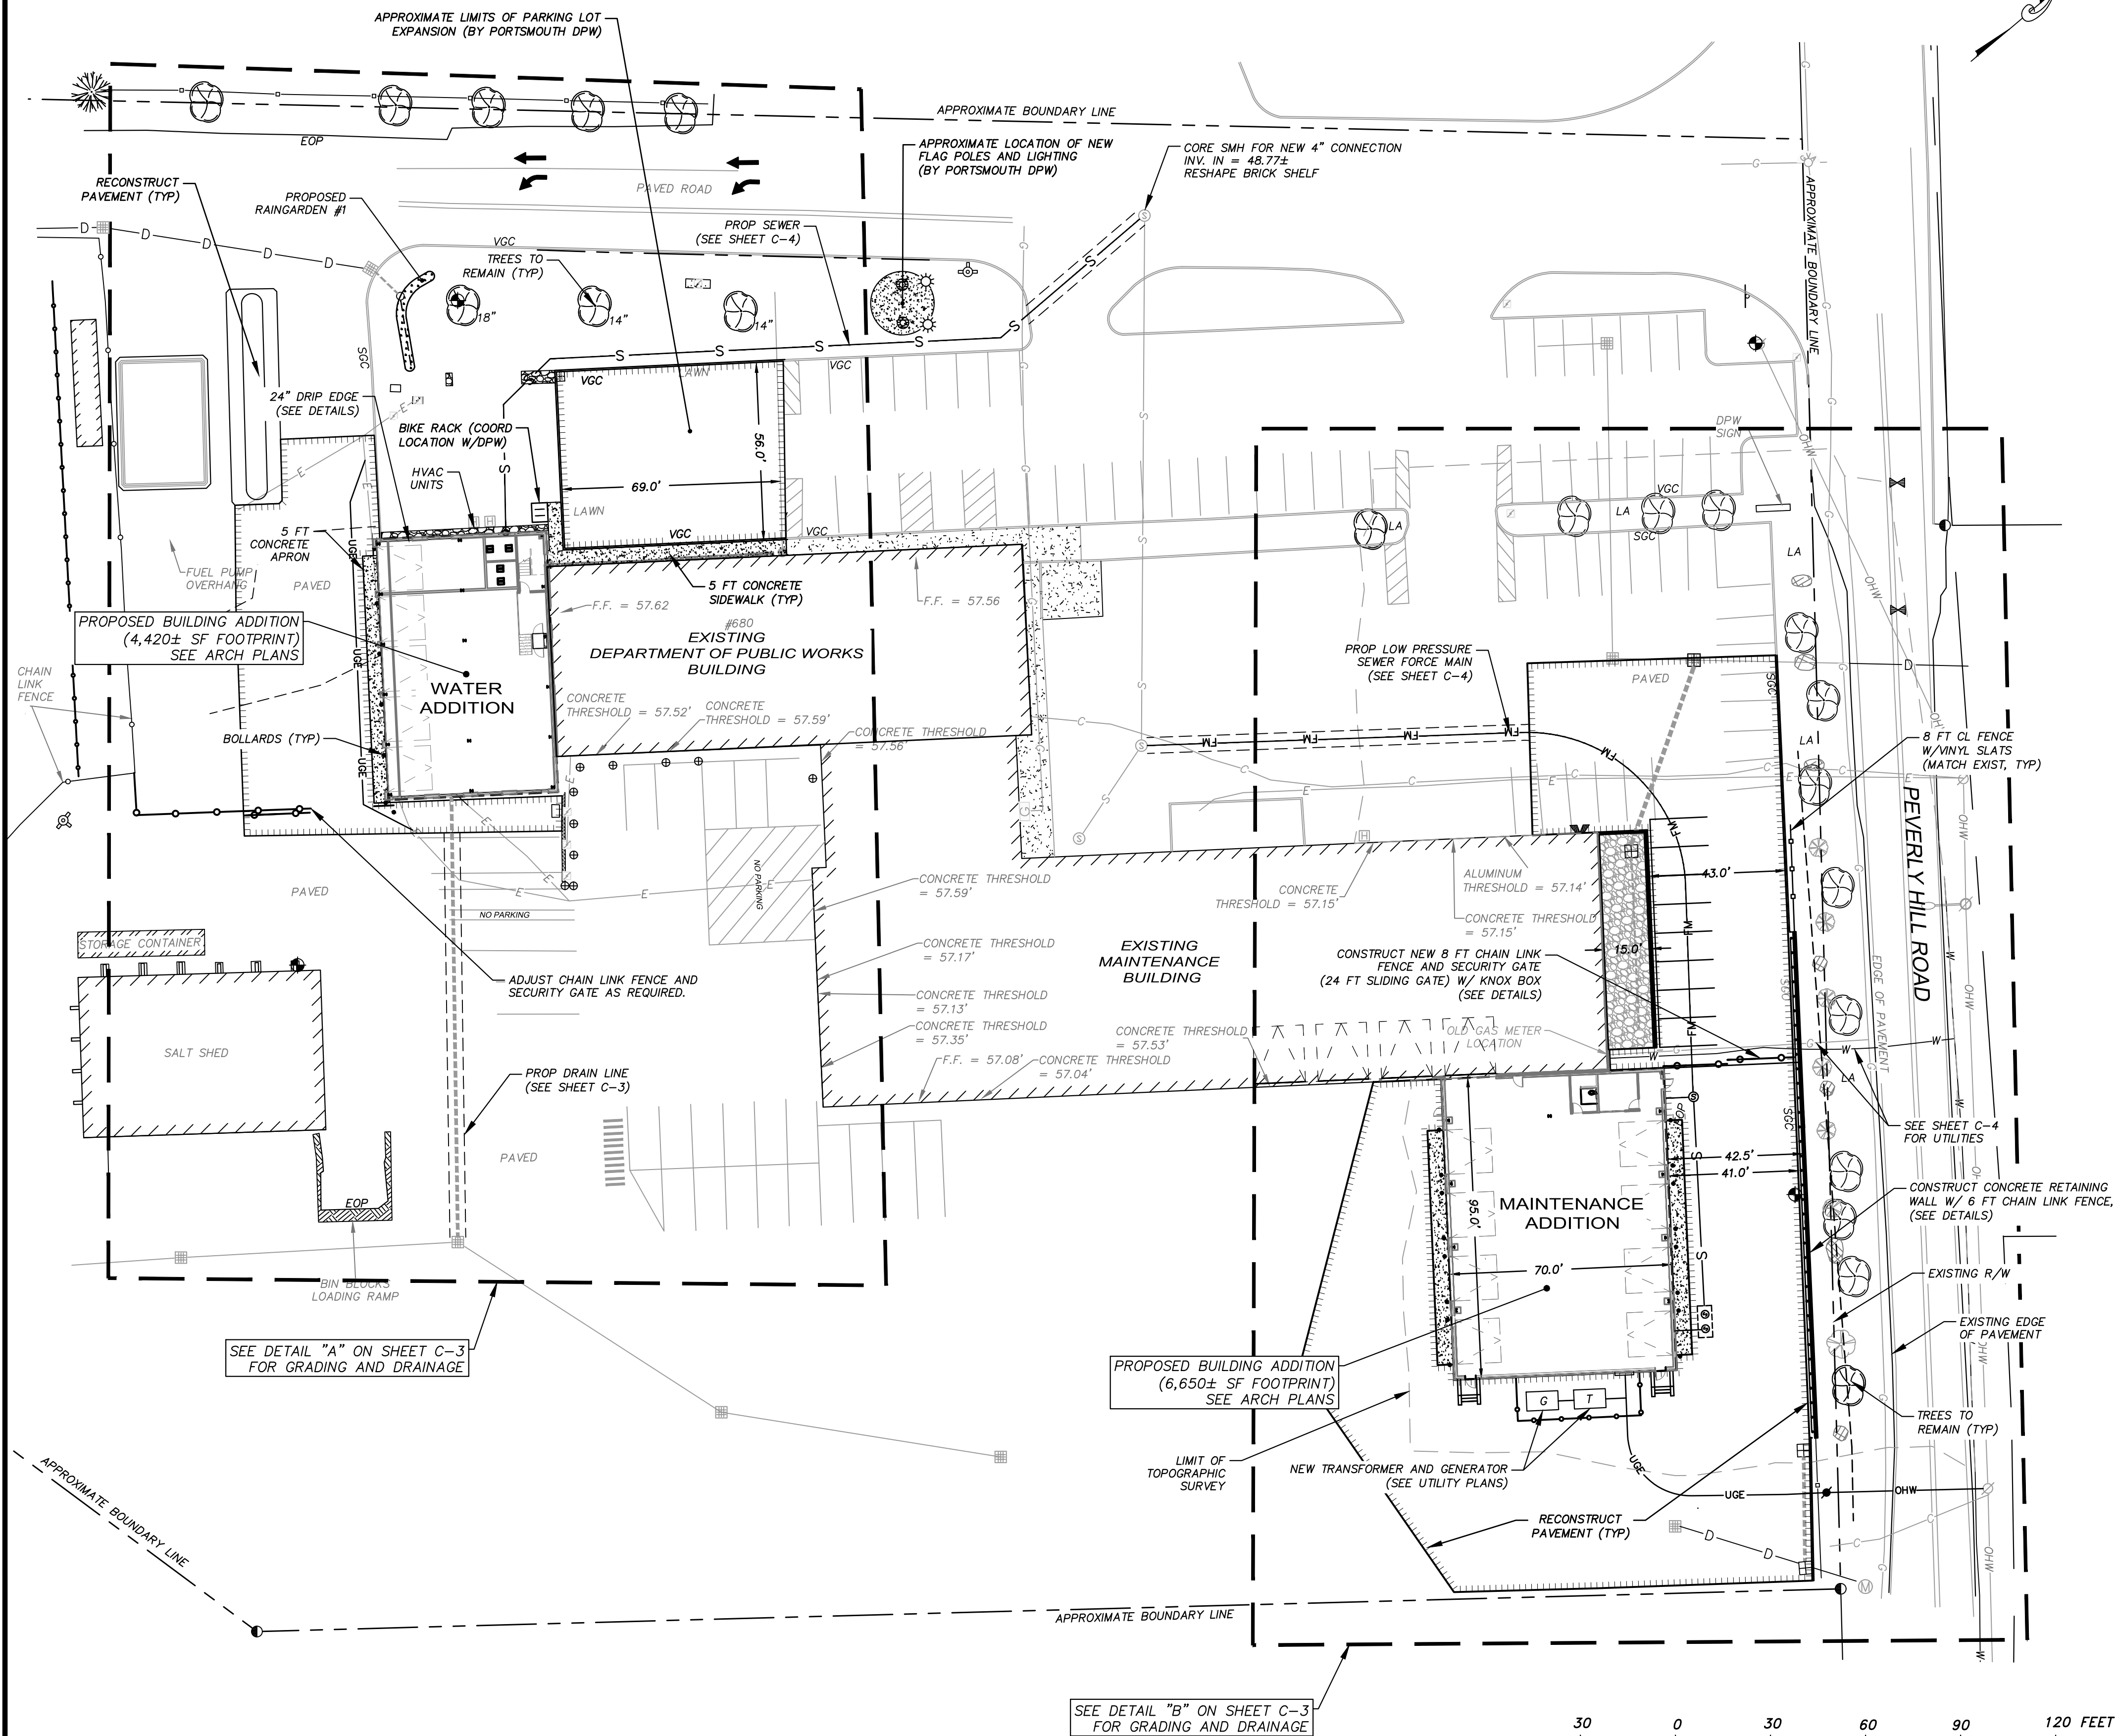 APPROXIMATE LIMITS OF PARKING LOT
EXPANSION (BY PORTSMOUTH DPW)
APPROXIMATE BOUNDARY LINE
EOP
APPROXIMATE LOCATION OF NEW
FLAG POLES AND LIGHTING
(BY PORTSMOUTH DPW)
CORE SMH FOR NEW 4" CONNECTION
INV. IN = 48.77±
RESHAPE BRICK SHELF
RECONSTRUCT
PAVEMENT (TYP)
PROPOSED
RAINGARDEN #1
PAVED ROAD
PROP SEWER
(SEE SHEET C-4)
VGC
TREES TO
REMAIN (TYP)
18"
14"
14"
APPROXIMATE BOUNDARY LINE
SGC
24" DRIP EDGE
(SEE DETAILS)
VGC
LAWN
VGC
BIKE RACK (COORD
LOCATION W/DPW)
56.0'
69.0'
HVAC
UNITS
LAWN
VGC
VGC
DPW
SIGN
VGC
LA
LA
SGC
LA
5 FT
CONCRETE
APRON
FUEL PUMP
OVERHANG
PAVED
5 FT CONCRETE
SIDEWALK (TYP)
F.F. = 57.62
F.F. = 57.56
#680
EXISTING
DEPARTMENT OF PUBLIC WORKS
BUILDING
PROPOSED BUILDING ADDITION
(4,420± SF FOOTPRINT)
SEE ARCH PLANS
CHAIN
LINK
FENCE
WATER
ADDITION
PROP LOW PRESSURE
SEWER FORCE MAIN
(SEE SHEET C-4)
PAVED
SGC
CONCRETE
THRESHOLD = 57.52'
CONCRETE
THRESHOLD = 57.59'
CONCRETE THRESHOLD
= 57.56'
BOLLARDS (TYP)
LA
8 FT CL FENCE
W/VINYL SLATS
(MATCH EXIST, TYP)
PEVERLY HILL ROAD
NO PARKING
PAVED
NO PARKING
CONCRETE THRESHOLD
= 57.59'
CONCRETE
THRESHOLD = 57.15'
ALUMINUM
THRESHOLD = 57.14'
CONCRETE THRESHOLD
= 57.15'
43.0'
15.0'
STORAGE CONTAINER
CONCRETE THRESHOLD
= 57.17'
EXISTING
MAINTENANCE
BUILDING
CONSTRUCT NEW 8 FT CHAIN LINK
FENCE AND SECURITY GATE
(24 FT SLIDING GATE) W/ KNOX BOX
(SEE DETAILS)
EDGE OF PAVEMENT
ADJUST CHAIN LINK FENCE AND
SECURITY GATE AS REQUIRED.
CONCRETE THRESHOLD
= 57.13'
CONCRETE THRESHOLD
= 57.35'
CONCRETE THRESHOLD
= 57.53'
OLD GAS METER
LOCATION
SALT SHED
F.F. = 57.08'
CONCRETE THRESHOLD
= 57.04'
PROP DRAIN LINE
(SEE SHEET C-3)
LA
SGC
SEE SHEET C-4
FOR UTILITIES
PAVED
42.5'
41.0'
95.0'
MAINTENANCE
ADDITION
CONSTRUCT CONCRETE RETAINING
WALL W/ 6 FT CHAIN LINK FENCE,
(SEE DETAILS)
EOP
70.0'
EXISTING R/W
BIN BLOCKS
LOADING RAMP
EXISTING EDGE
OF PAVEMENT
SEE DETAIL "A" ON SHEET C-3
FOR GRADING AND DRAINAGE
PROPOSED BUILDING ADDITION
(6,650± SF FOOTPRINT)
SEE ARCH PLANS
G
T
TREES TO
REMAIN (TYP)
LIMIT OF
TOPOGRAPHIC
SURVEY
NEW TRANSFORMER AND GENERATOR
(SEE UTILITY PLANS)
UGE
UGE
OHW
RECONSTRUCT
PAVEMENT (TYP)
APPROXIMATE BOUNDARY LINE
APPROXIMATE BOUNDARY LINE
SEE DETAIL "B" ON SHEET C-3
FOR GRADING AND DRAINAGE
30 0 30 60 90 120 FEET